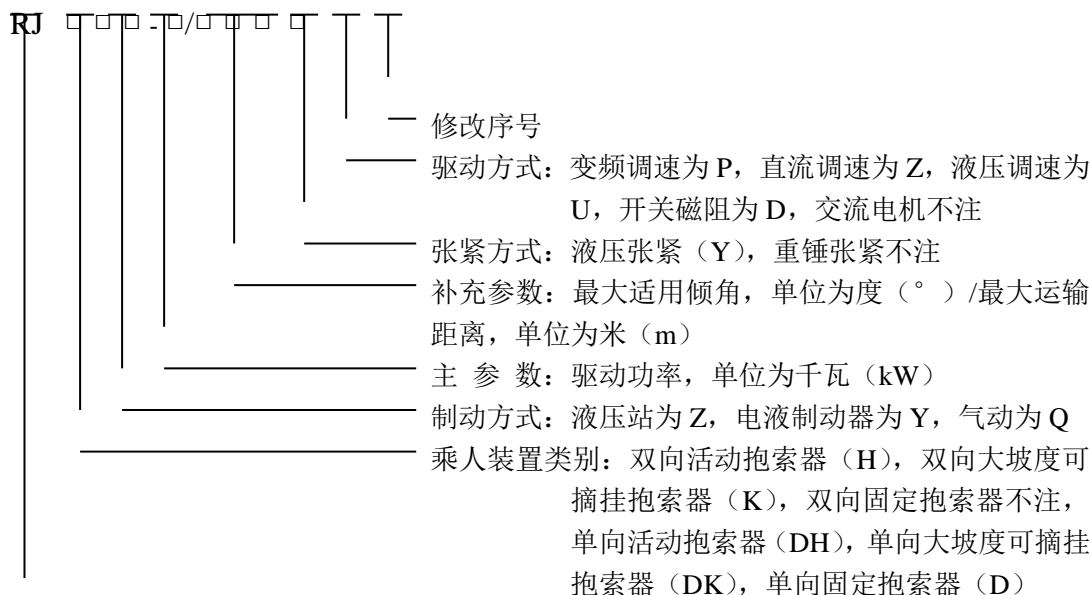 RJ □ □ □ - □/□ □ □ □
修改序号
驱动方式：变频调速为 P，直流调速为 Z，液压调速为
U，开关磁阻为 D，交流电机不注
张紧方式：液压张紧（Y），重锤张紧不注
补充参数：最大适用倾角，单位为度（°）/最大运输
距离，单位为米（m）
主 参 数：驱动功率，单位为千瓦（kW）
制动方式：液压站为 Z，电液制动器为 Y，气动为 Q
乘人装置类别：双向活动抱索器（H），双向大坡度可
摘挂抱索器（K），双向固定抱索器不注，
单向活动抱索器（DH），单向大坡度可摘挂
抱索器（DK），单向固定抱索器（D）